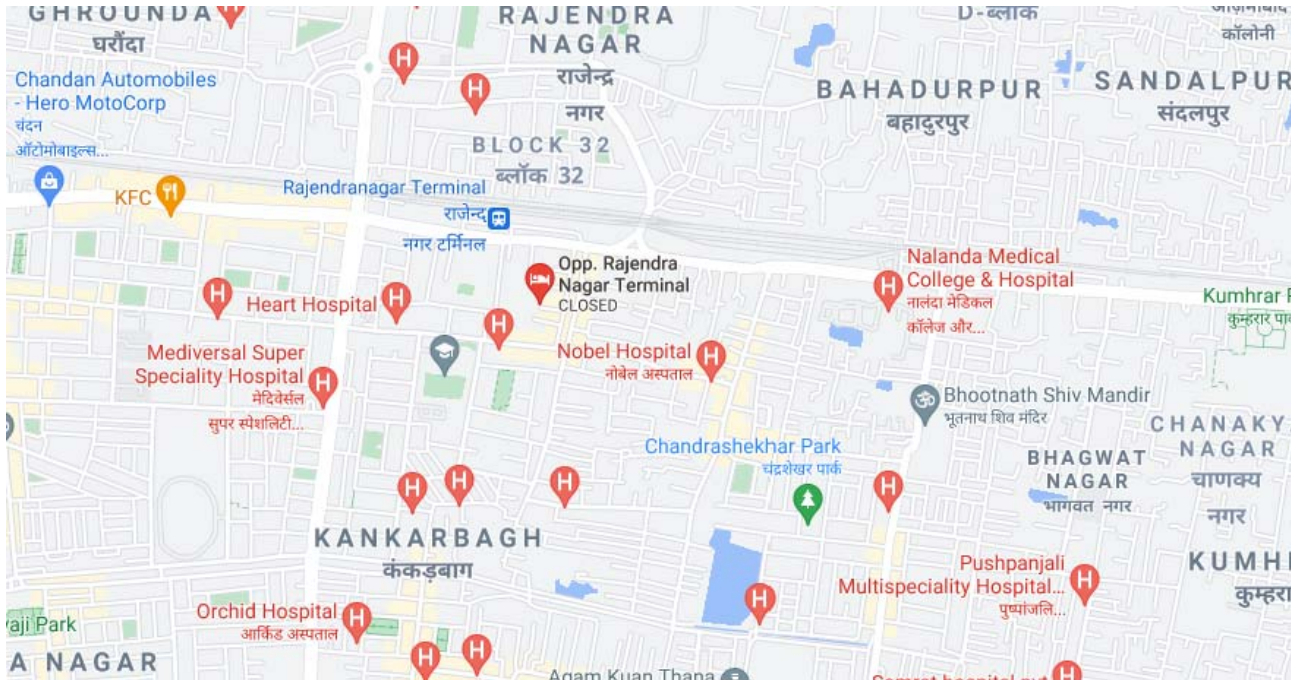 GHROUNDA
घरौंदा
RAJENDRA
NAGAR
राजेन्द्र
नगर
D-ब्लॉक
कॉलोनी
Chandan Automobiles
- Hero MotoCorp
चंदन
ऑटोमोबाइल्स...
BAHADURPUR
बहादुरपुर
SANDALPUR
संदलपुर
BLOCK 32
ब्लॉक 32
KFC
Rajendranagar Terminal
राजेन्द्
नगर टर्मिनल
Opp. Rajendra
Nagar Terminal
CLOSED
Nalanda Medical
College & Hospital
नालंदा मेडिकल
कॉलेज और...
Kumhrar
कुम्हरार
Heart Hospital
Mediversal Super
Speciality Hospital
मेदिवेर्सल
सुपर स्पेशलिटी...
Nobel Hospital
नोबेल अस्पताल
Bhootnath Shiv Mandir
भूतनाथ शिव मंदिर
CHANAKY
NAGAR
चाणक्य
नगर
Chandrashekhar Park
चंद्रशेखर पार्क
BHAGWAT
NAGAR
भागवत नगर
KANKARBAGH
कंकड़बाग
Pushpanjali
Multispeciality Hospital...
पुष्पांजलि...
KUMH
कुम्हरा
Orchid Hospital
आर्किड अस्पताल
Park
A NAGAR
Agam Kuan Thana